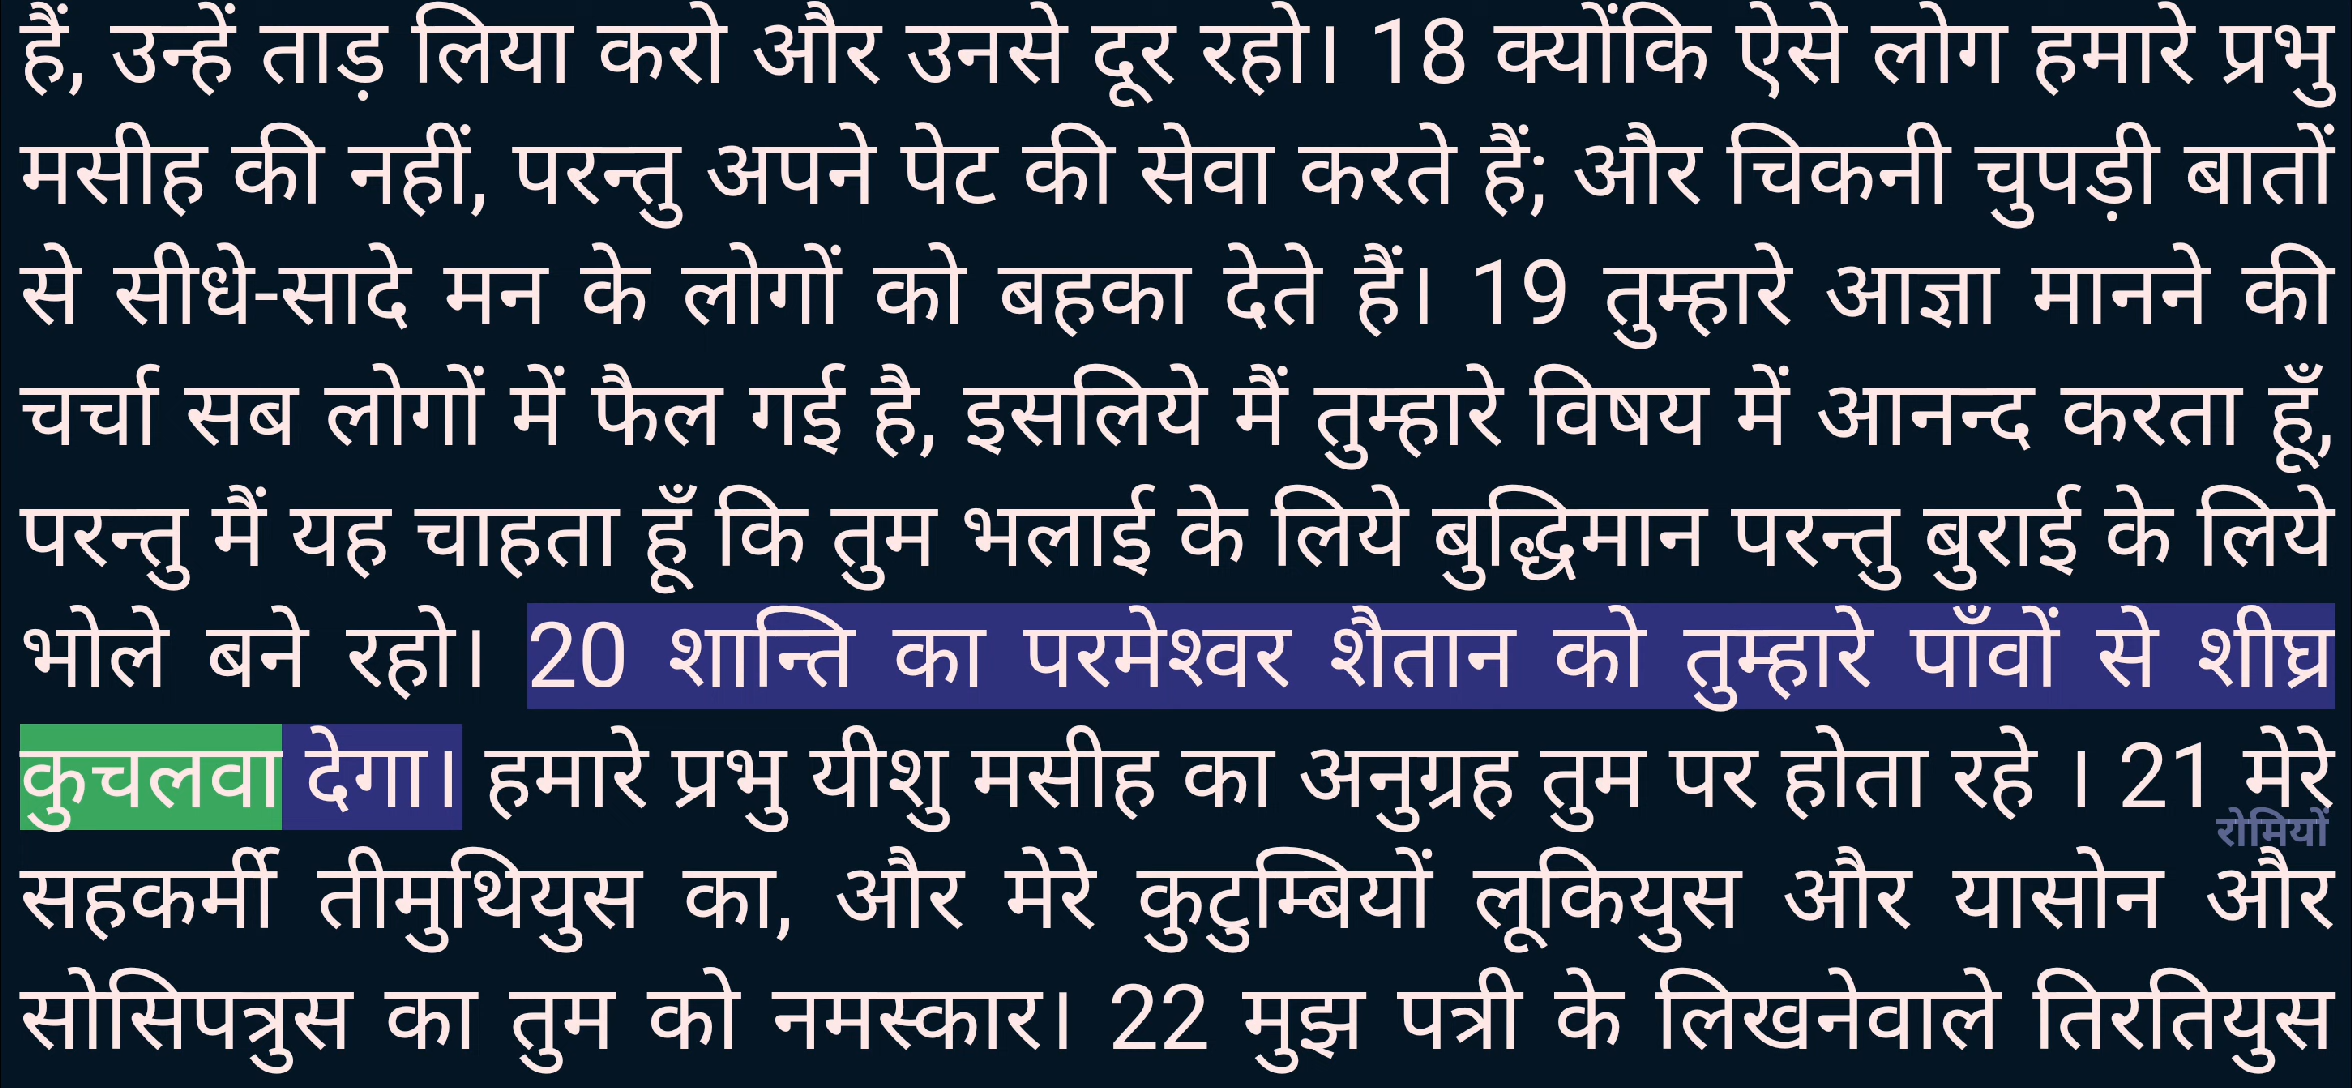 हैं, उन्हें ताड़ लिया करो और उनसे दूर रहो। 18 क्योंकि ऐसे लोग हमारे प्रभु
मसीह की नहीं, परन्तु अपने पेट की सेवा करते हैं; और चिकनी चुपड़ी बातों
से सीधे-सादे मन के लोगों को बहका देते हैं। 19 तुम्हारे आज्ञा मानने की
चर्चा सब लोगों में फैल गई है, इसलिये मैं तुम्हारे विषय में आनन्द करता हूँ,
परन्तु मैं यह चाहता हूँ कि तुम भलाई के लिये बुद्धिमान परन्तु बुराई के लिये
भोले बने रहो। 20 शान्ति का परमेश्वर शैतान को तुम्हारे पाँवों से शीघ्र
कुचलवा देगा। हमारे प्रभु यीशु मसीह का अनुग्रह तुम पर होता रहे । 21 मेरे
रोमियों
सहकर्मी तीमुथियुस का, और मेरे कुटुम्बियों लूकियुस और यासोन और
सोसिपत्रुस का तुम को नमस्कार। 22 मुझ पत्री के लिखनेवाले तिरतियुस